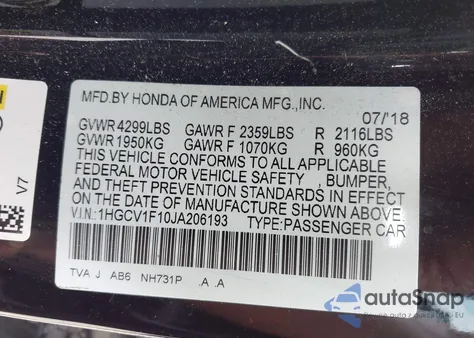 MFD.BY HONDA OF AMERICA MFG.,INC. 07/'18
GVWR 4299LBS GAWR F 2359LBS R 2116LBS
GVWR 1950KG GAWR F 1070KG R 960KG
THIS VEHICLE CONFORMS TO ALL APPLICABLE
FEDERAL MOTOR VEHICLE SAFETY , BUMPER,
AND THEFT PREVENTION STANDARDS IN EFFECT
ON THE DATE OF MANUFACTURE SHOWN ABOVE.
V.I.N.: 1HGCV1F10JA206193 TYPE:PASSENGER CAR
TVA J AB6 NH731P .A .A
V7
autoSnap